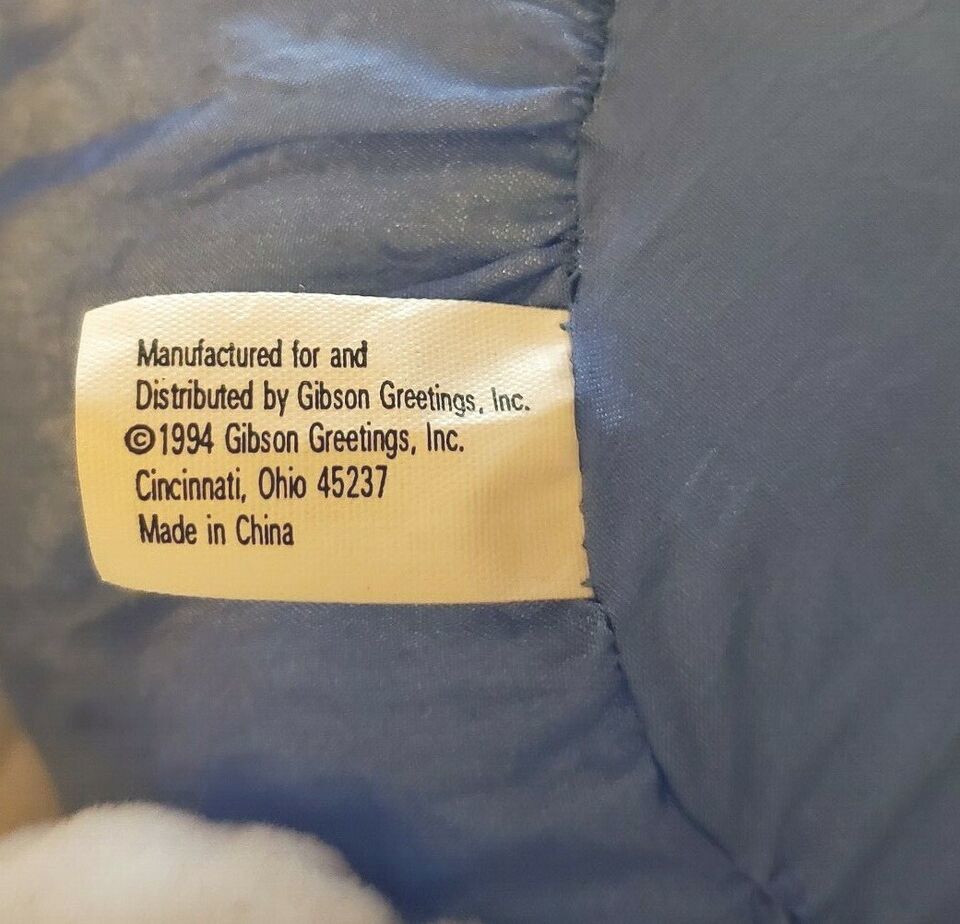 Manufactured for and
Distributed by Gibson Greetings, Inc.
©1994 Gibson Greetings, Inc.
Cincinnati, Ohio 45237
Made in China